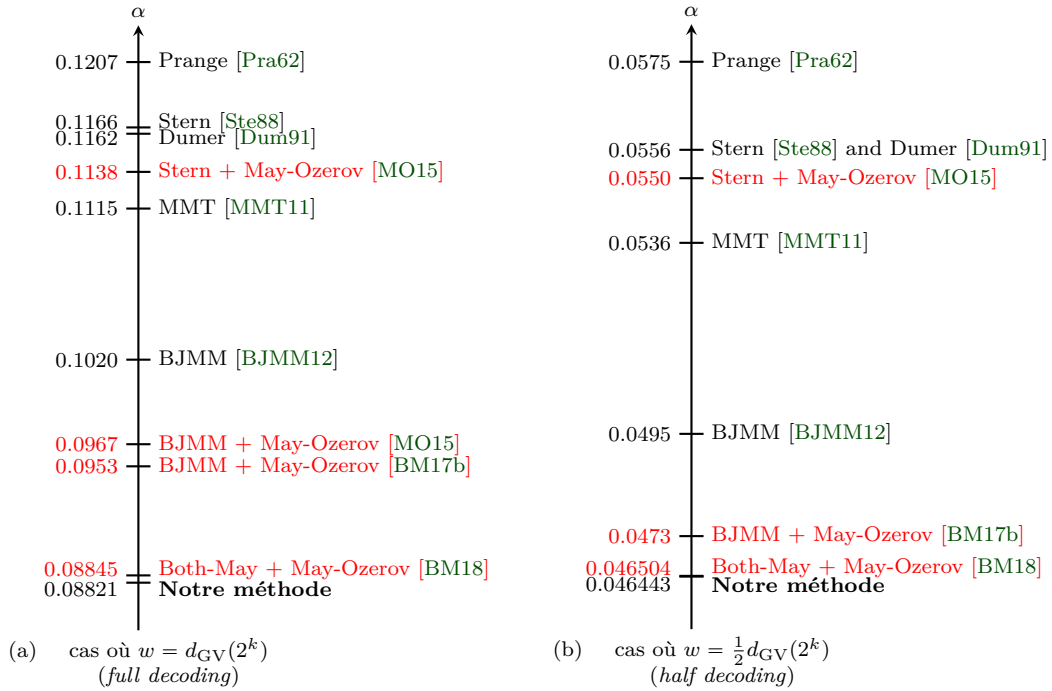 α
0.1207 Prange [Pra62]
0.1166 Stern [Ste88]
0.1162 Dumer [Dum91]
0.1138 Stern + May-Ozerov [MO15]
0.1115 MMT [MMT11]
0.1020 BJMM [BJMM12]
0.0967 BJMM + May-Ozerov [MO15]
0.0953 BJMM + May-Ozerov [BM17b]
0.08845 Both-May + May-Ozerov [BM18]
0.08821 Notre méthode
(a) cas où w = d_GV(2^k)
(full decoding)
α
0.0575 Prange [Pra62]
0.0556 Stern [Ste88] and Dumer [Dum91]
0.0550 Stern + May-Ozerov [MO15]
0.0536 MMT [MMT11]
0.0495 BJMM [BJMM12]
0.0473 BJMM + May-Ozerov [BM17b]
0.046504 Both-May + May-Ozerov [BM18]
0.046443 Notre méthode
(b) cas où w = ½d_GV(2^k)
(half decoding)